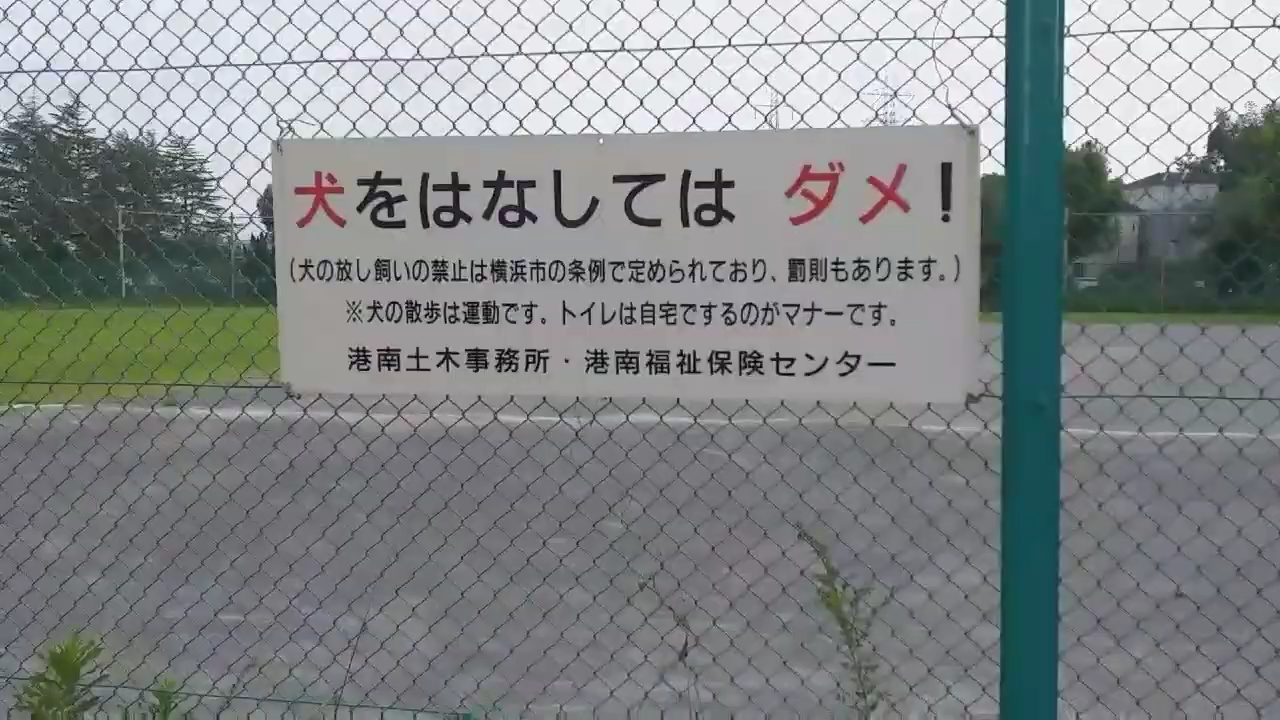 犬をはなしては ダメ!
(犬の放し飼いの禁止は横浜市の条例で定められており、罰則もあります。)
※犬の散歩は運動です。トイレは自宅でするのがマナーです。
港南土木事務所・港南福祉保険センター